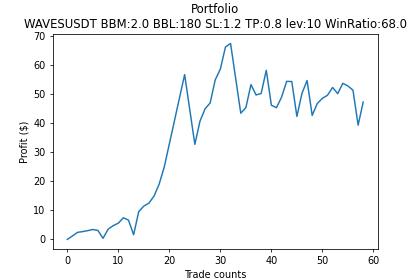 Portfolio
WAVESUSDT BBM:2.0 BBL:180 SL:1.2 TP:0.8 lev:10 WinRatio:68.0
70
60
50
40
30
20
10
0
Profit ($)
0 10 20 30 40 50 60
Trade counts